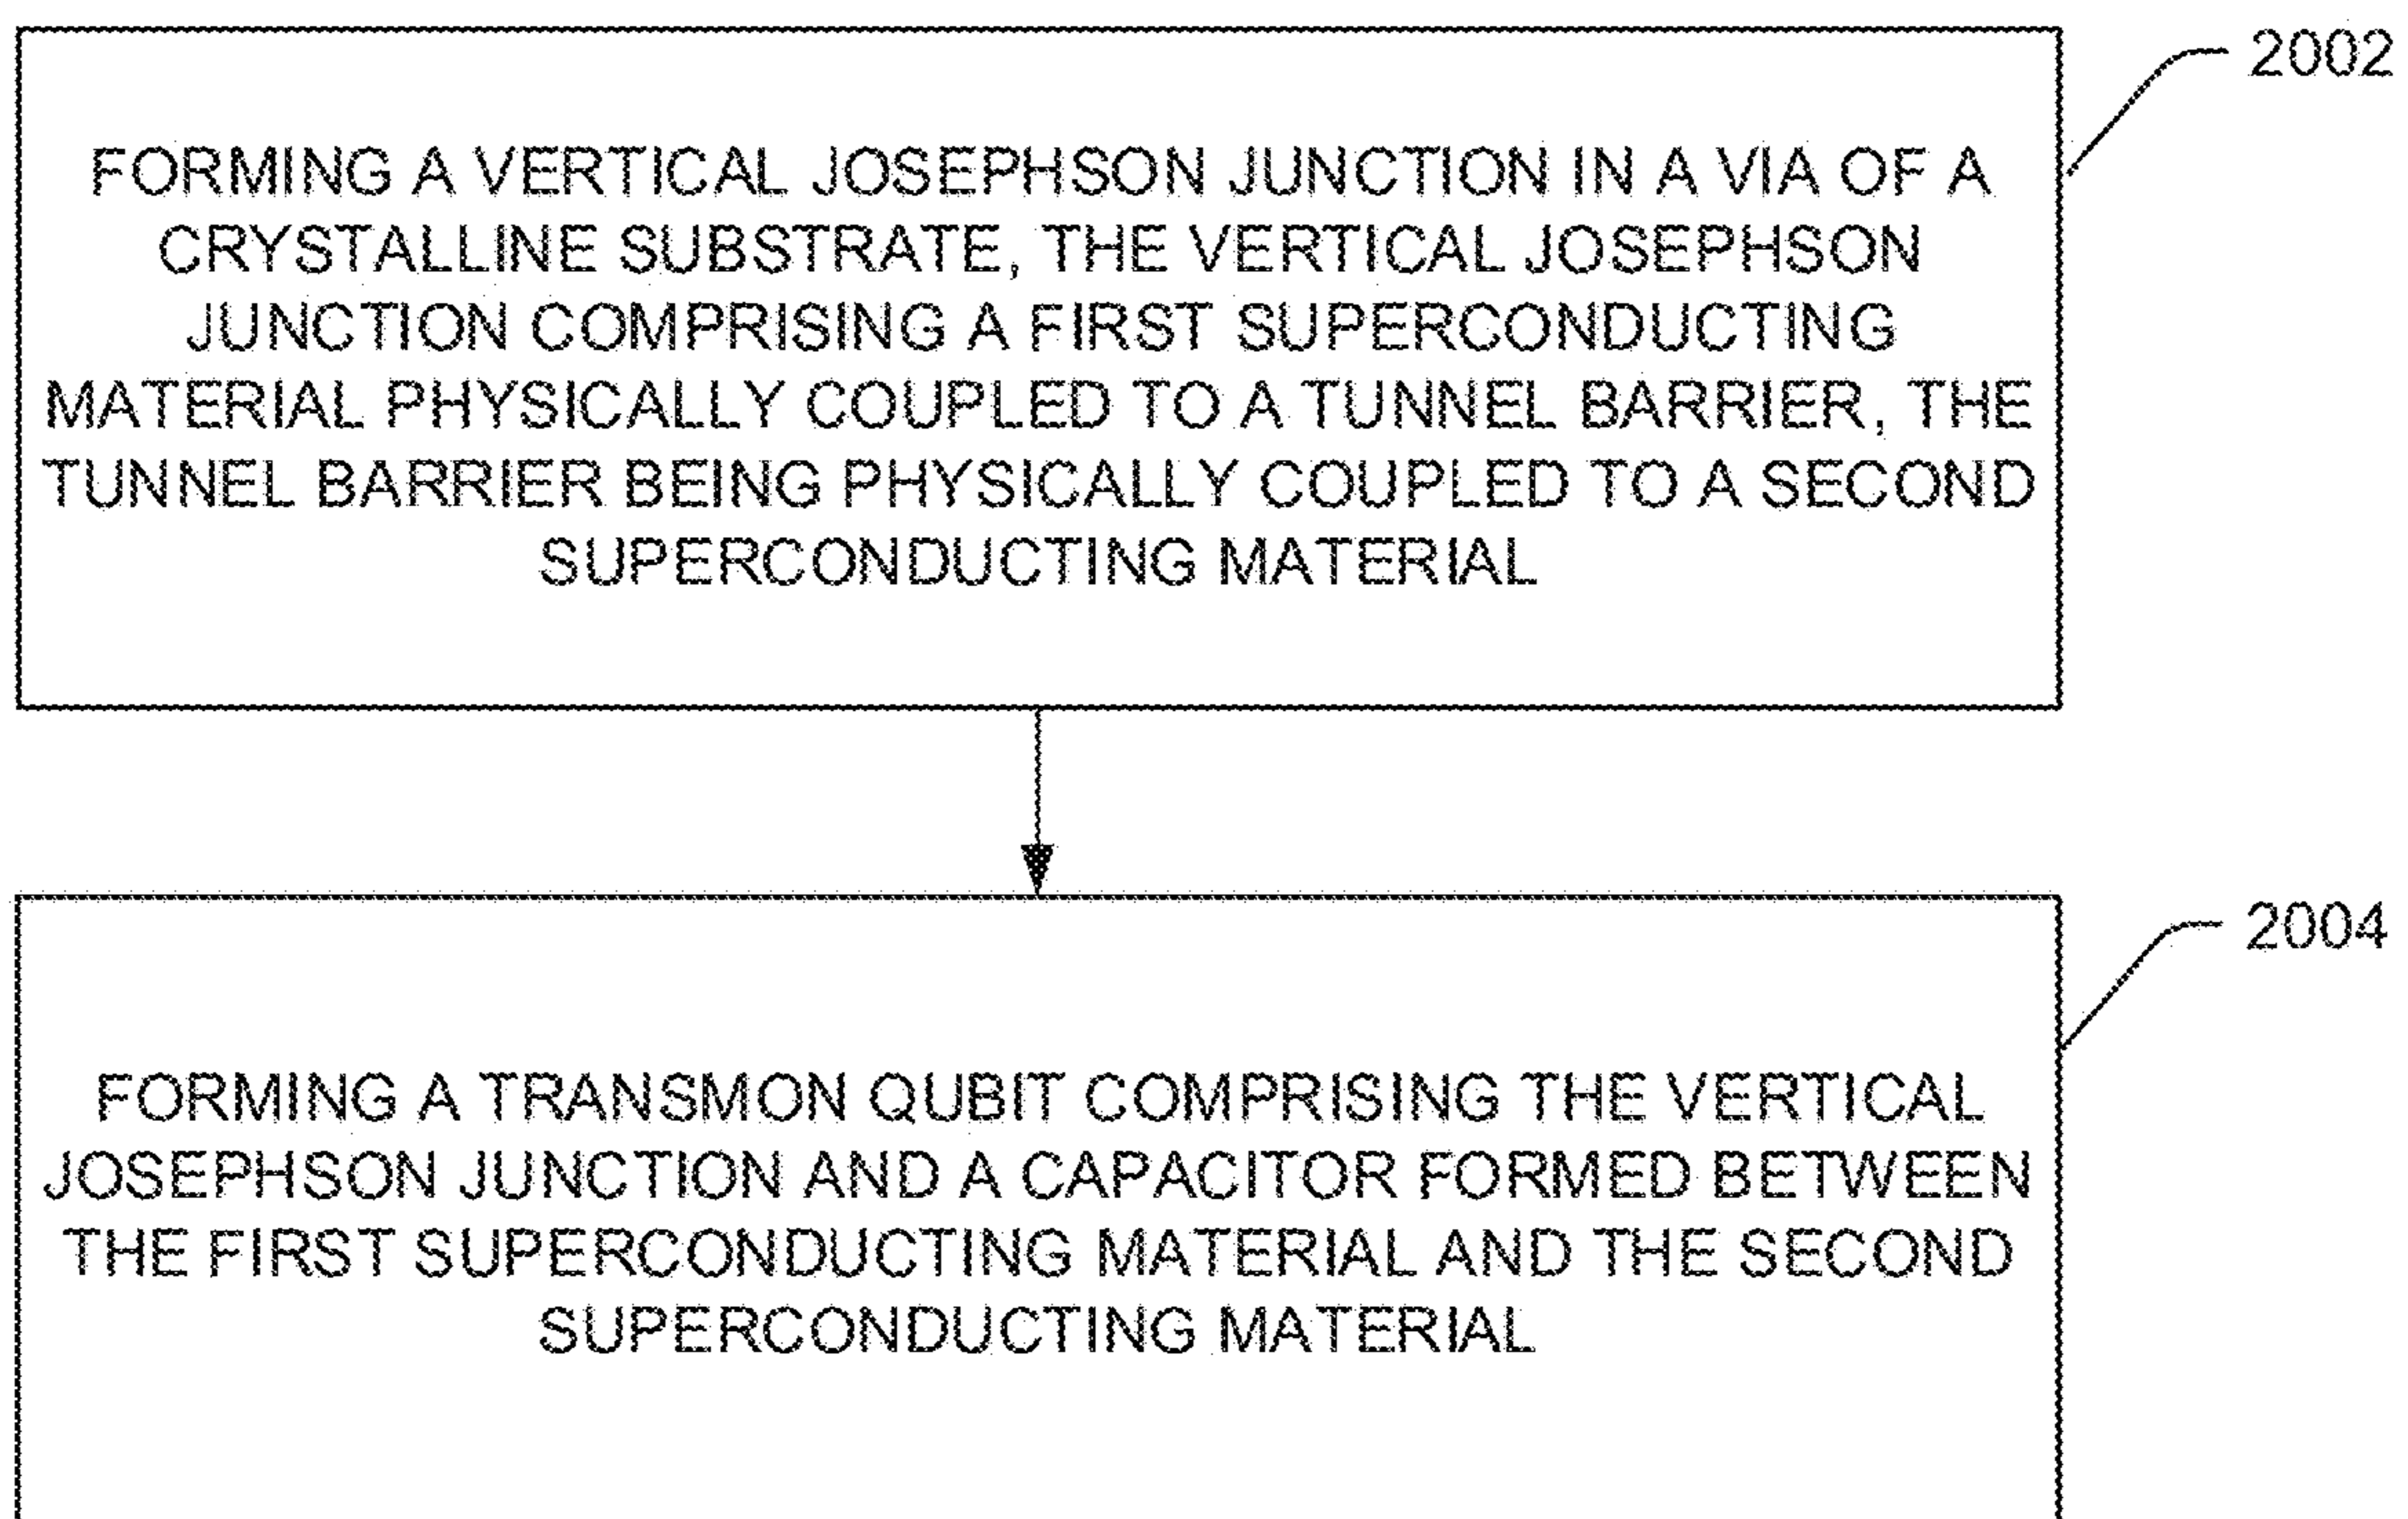 2002
FORMING A VERTICAL JOSEPHSON JUNCTION IN A VIA OF A
CRYSTALLINE SUBSTRATE, THE VERTICAL JOSEPHSON
JUNCTION COMPRISING A FIRST SUPERCONDUCTING
MATERIAL PHYSICALLY COUPLED TO A TUNNEL BARRIER, THE
TUNNEL BARRIER BEING PHYSICALLY COUPLED TO A SECOND
SUPERCONDUCTING MATERIAL
2004
FORMING A TRANSMON QUBIT COMPRISING THE VERTICAL
JOSEPHSON JUNCTION AND A CAPACITOR FORMED BETWEEN
THE FIRST SUPERCONDUCTING MATERIAL AND THE SECOND
SUPERCONDUCTING MATERIAL